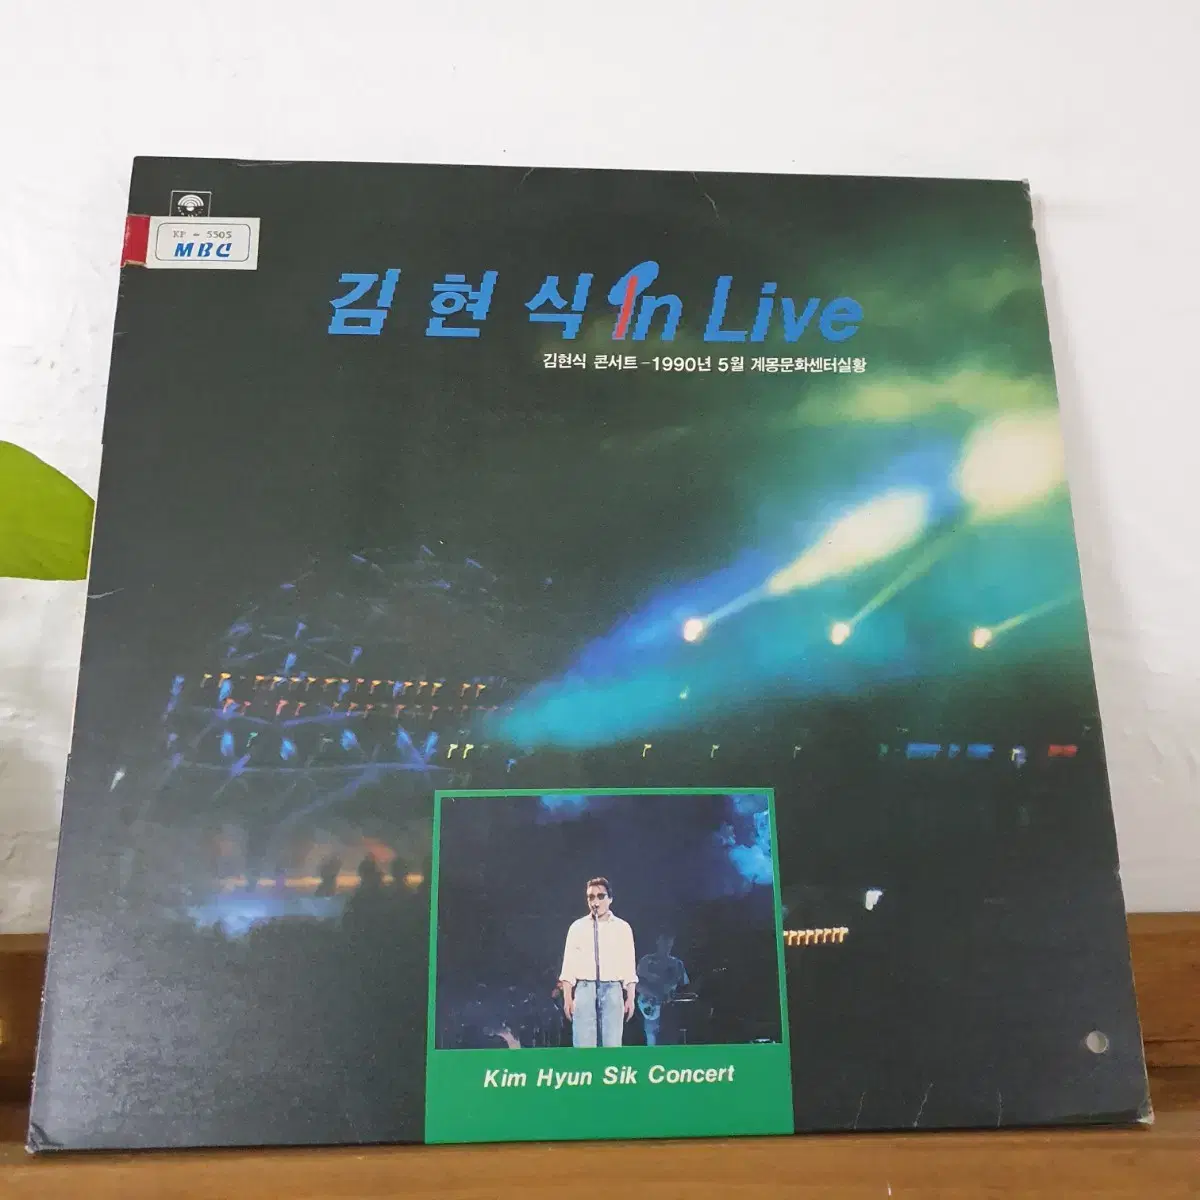 KP - 5505
MBC
김현식 in Live
김현식 콘서트-1990년 5월 계몽문화센터실황
Kim Hyun Sik Concert